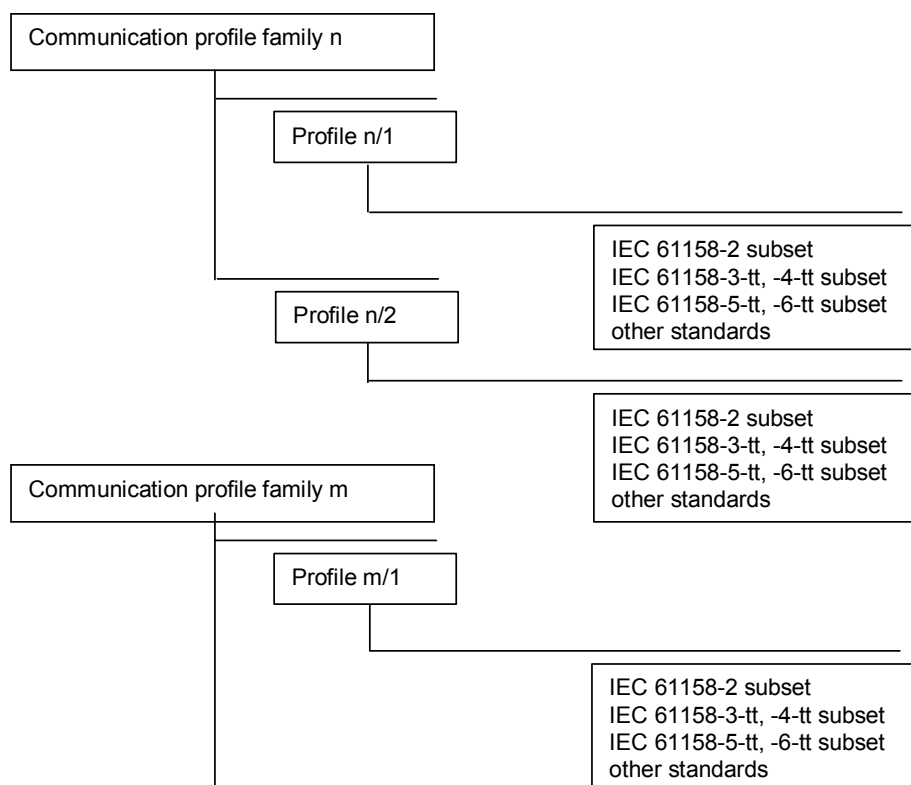 Communication profile family n
Profile n/1
IEC 61158-2 subset
IEC 61158-3-tt, -4-tt subset
IEC 61158-5-tt, -6-tt subset
other standards
Profile n/2
IEC 61158-2 subset
IEC 61158-3-tt, -4-tt subset
IEC 61158-5-tt, -6-tt subset
other standards
Communication profile family m
Profile m/1
IEC 61158-2 subset
IEC 61158-3-tt, -4-tt subset
IEC 61158-5-tt, -6-tt subset
other standards